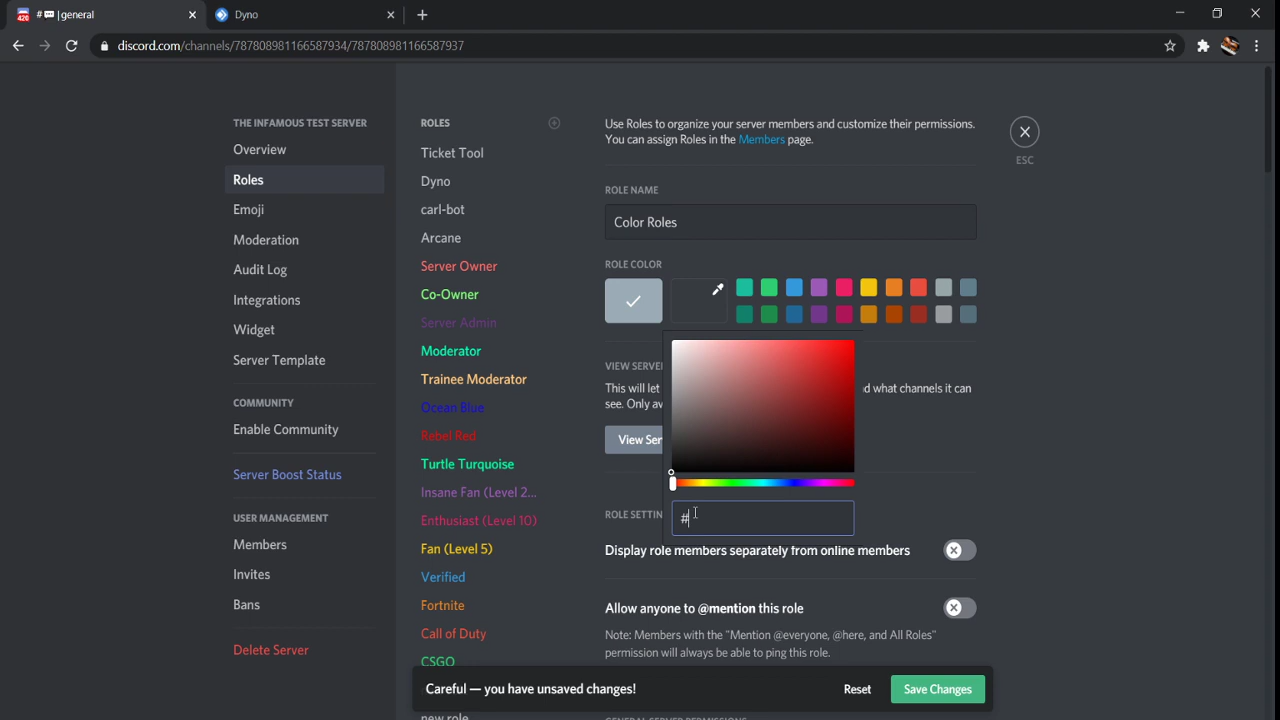 420 # | general
Dyno
discord.com/channels/787808981166587934/787808981166587937
THE INFAMOUS TEST SERVER
Overview
Roles
Emoji
Moderation
Audit Log
Integrations
Widget
Server Template
COMMUNITY
Enable Community
Server Boost Status
USER MANAGEMENT
Members
Invites
Bans
Delete Server
ROLES
Ticket Tool
Dyno
carl-bot
Arcane
Server Owner
Co-Owner
Server Admin
Moderator
Trainee Moderator
Ocean Blue
Rebel Red
Turtle Turquoise
Insane Fan (Level 2...
Enthusiast (Level 10)
Fan (Level 5)
Verified
Fortnite
Call of Duty
CSGO
new role
Use Roles to organize your server members and customize their permissions.
You can assign Roles in the Members page.
ESC
ROLE NAME
Color Roles
ROLE COLOR
VIEW SERVE
This will let
d what channels it can
see. Only av
View Ser
#
ROLE SETTIN
Display role members separately from online members
Allow anyone to @mention this role
Note: Members with the "Mention @everyone, @here, and All Roles"
permission will always be able to ping this role.
Careful — you have unsaved changes!
Reset
Save Changes
GENERAL SERVER PERMISSIONS